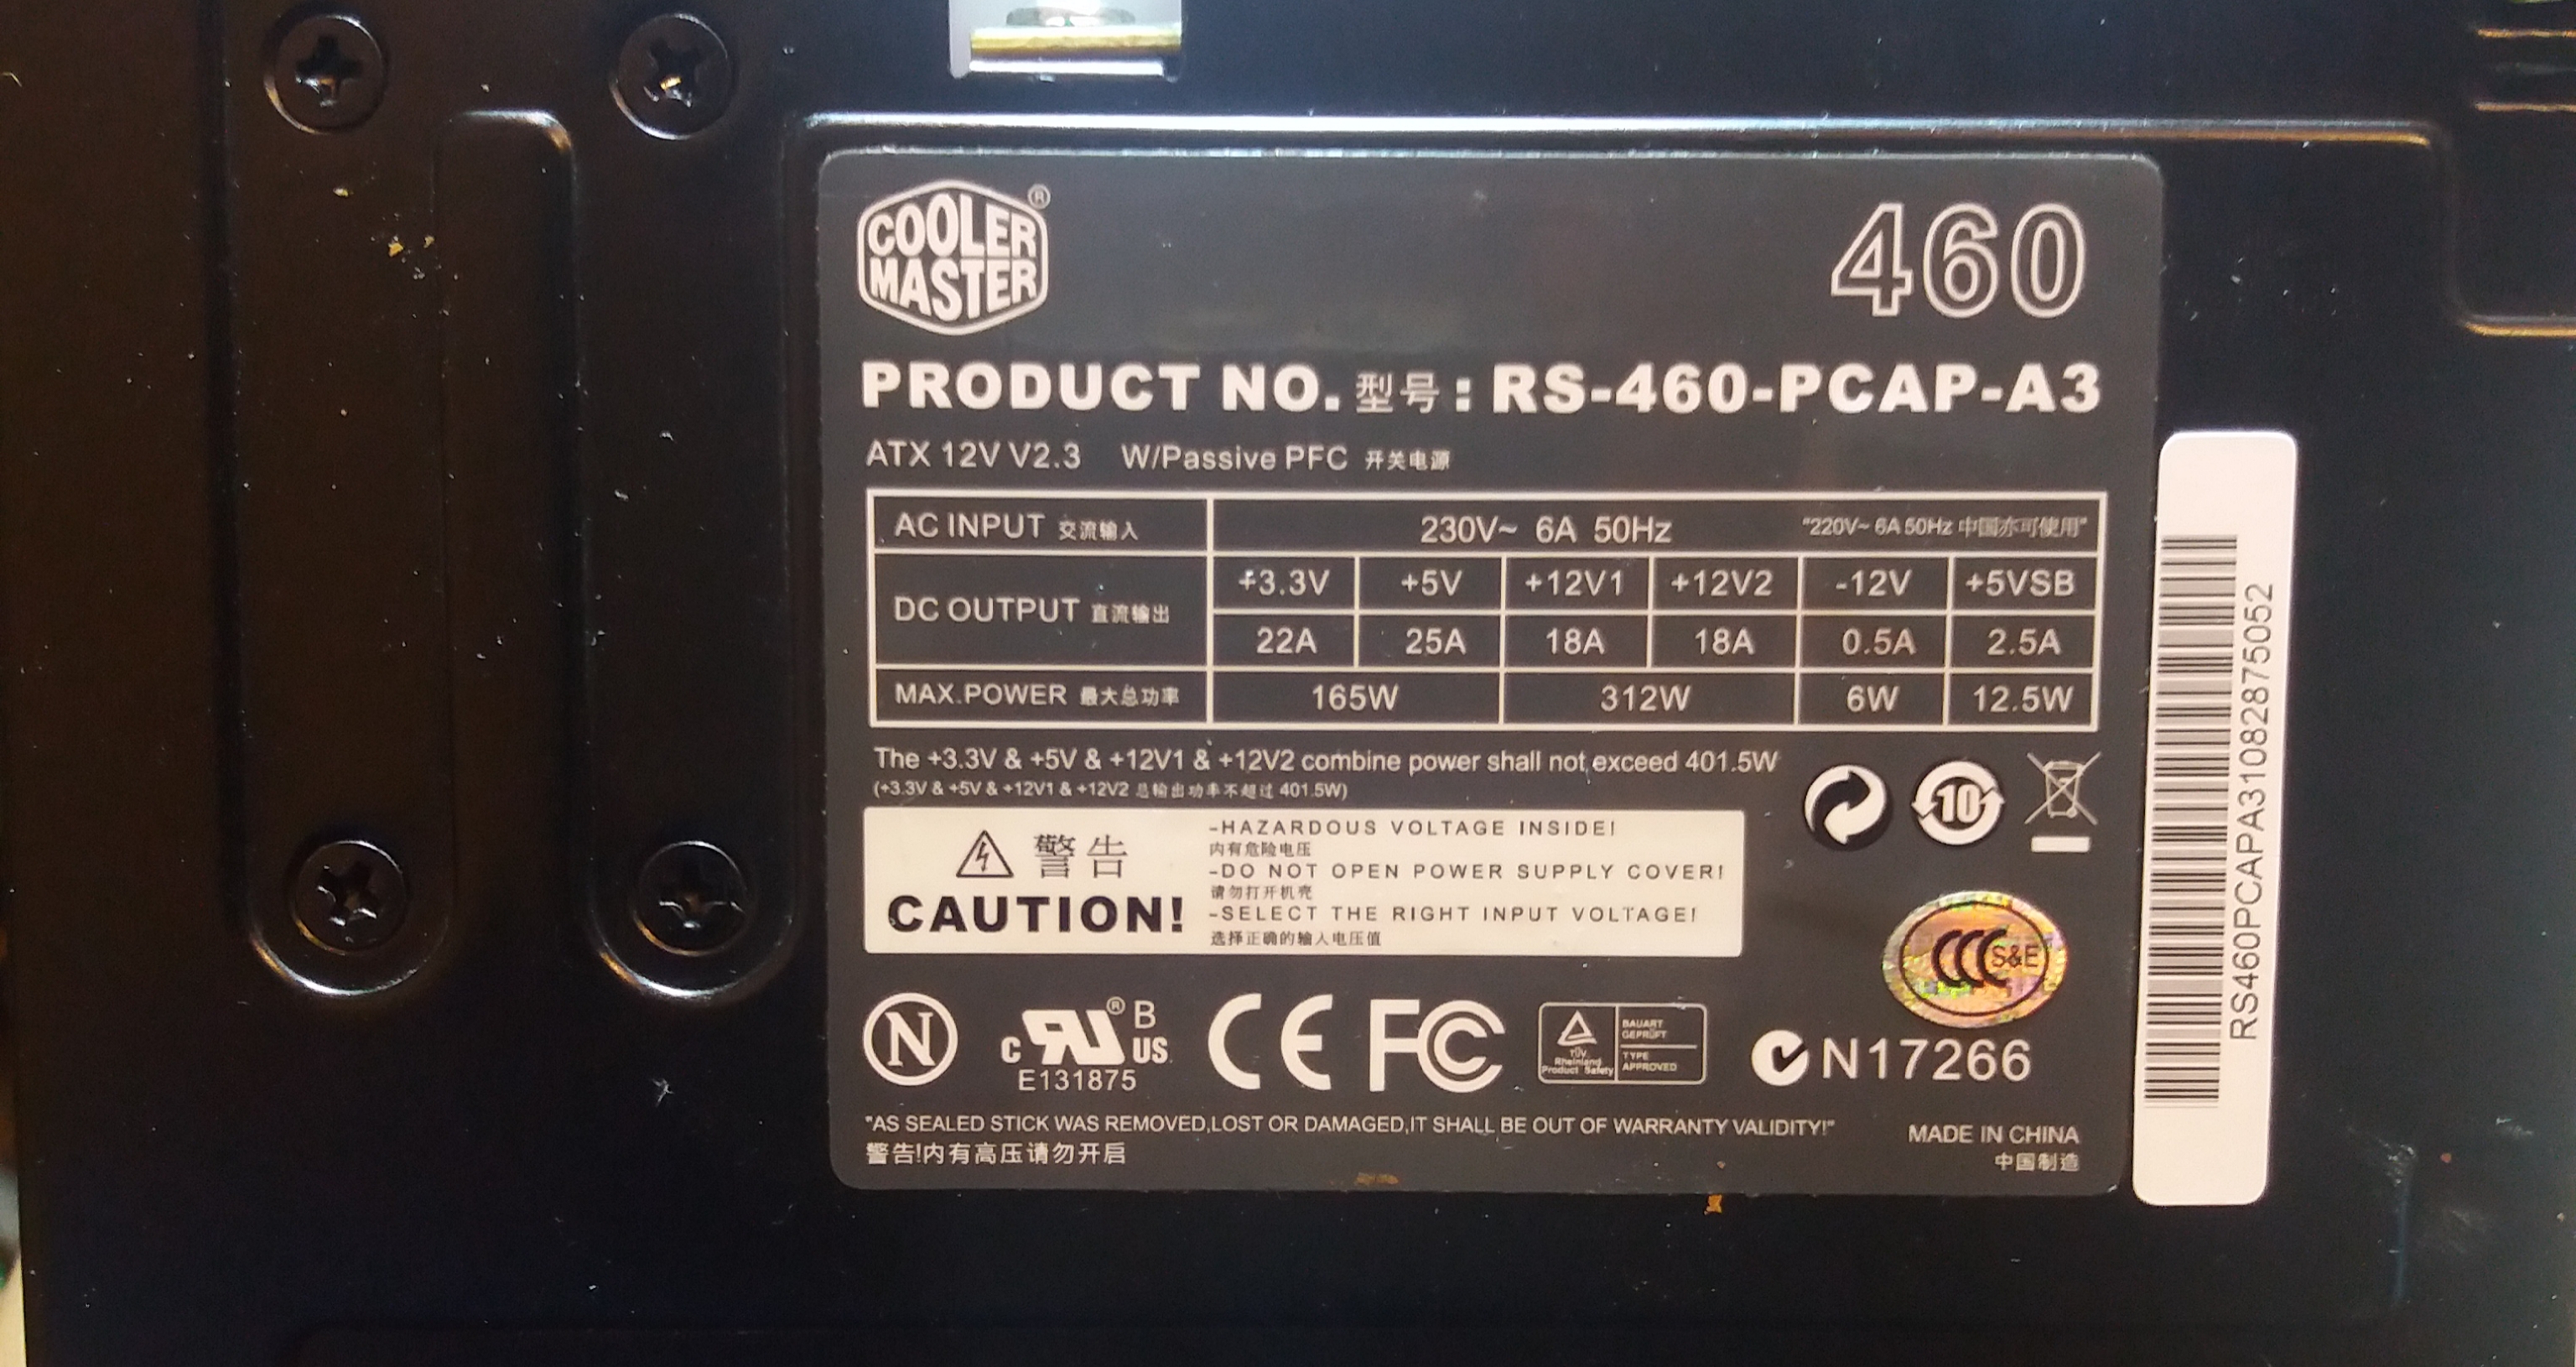 COOLER
MASTER ®
460
PRODUCT NO. 型号 : RS-460-PCAP-A3
ATX 12V V2.3 W/Passive PFC 开关电源
AC INPUT 交流输入 230V~ 6A 50Hz "220V~ 6A 50Hz 中国亦可使用"
DC OUTPUT 直流输出 +3.3V +5V +12V1 +12V2 -12V +5VSB
22A 25A 18A 18A 0.5A 2.5A
MAX.POWER 最大总功率 165W 312W 6W 12.5W
The +3.3V & +5V & +12V1 & +12V2 combine power shall not exceed 401.5W
(+3.3V & +5V & +12V1 & +12V2 总输出功率不超过 401.5W)
10
警告
CAUTION!
-HAZARDOUS VOLTAGE INSIDE!
内有危险电压
-DO NOT OPEN POWER SUPPLY COVER!
请勿打开机壳
-SELECT THE RIGHT INPUT VOLTAGE!
选择正确的输入电压值
CCC S&E
N
C RU ® B US
E131875
CE FC
TÜV
Rheinland
Product Safety
BAUART
GEPRÜFT
TYPE
APPROVED
N17266
"AS SEALED STICK WAS REMOVED,LOST OR DAMAGED,IT SHALL BE OUT OF WARRANTY VALIDITY!"
警告!内有高压请勿开启
MADE IN CHINA
中国制造
RS460PCAPA31082875052